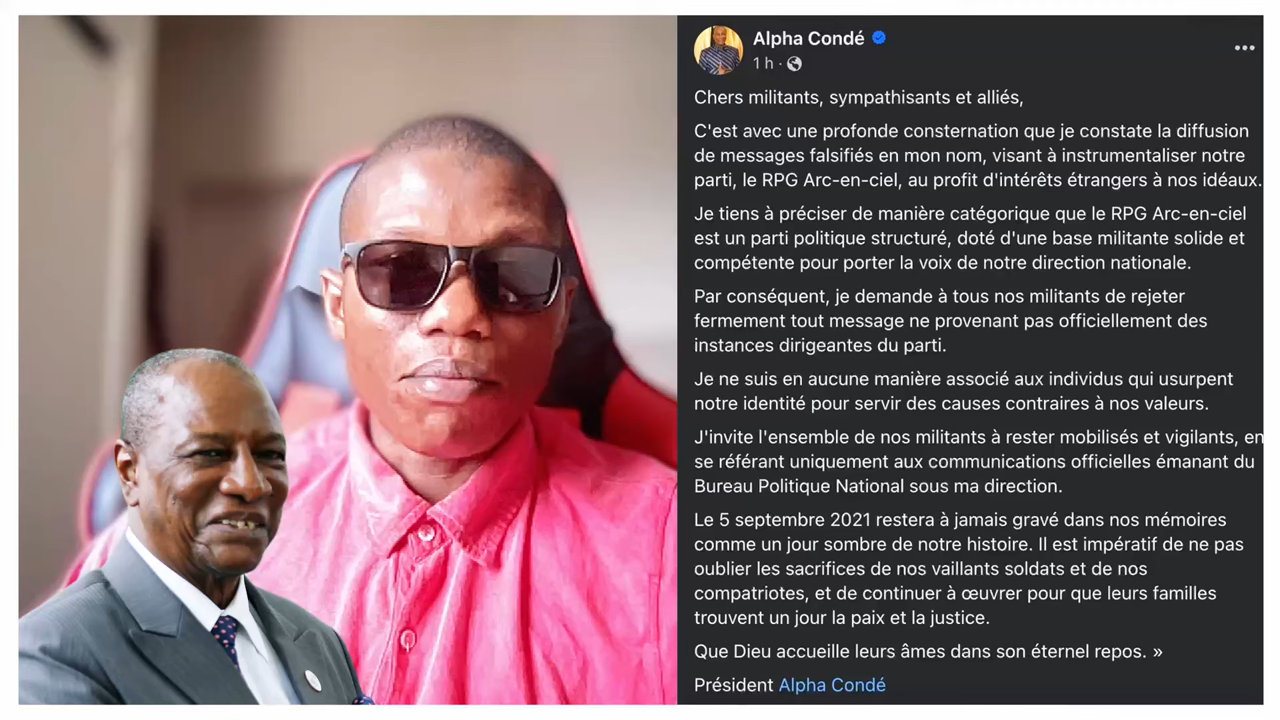 Alpha Condé
1 h ·
Chers militants, sympathisants et alliés,
C'est avec une profonde consternation que je constate la diffusion
de messages falsifiés en mon nom, visant à instrumentaliser notre
parti, le RPG Arc-en-ciel, au profit d'intérêts étrangers à nos idéaux.
Je tiens à préciser de manière catégorique que le RPG Arc-en-ciel
est un parti politique structuré, doté d'une base militante solide et
compétente pour porter la voix de notre direction nationale.
Par conséquent, je demande à tous nos militants de rejeter
fermement tout message ne provenant pas officiellement des
instances dirigeantes du parti.
Je ne suis en aucune manière associé aux individus qui usurpent
notre identité pour servir des causes contraires à nos valeurs.
J'invite l'ensemble de nos militants à rester mobilisés et vigilants, en
se référant uniquement aux communications officielles émanant du
Bureau Politique National sous ma direction.
Le 5 septembre 2021 restera à jamais gravé dans nos mémoires
comme un jour sombre de notre histoire. Il est impératif de ne pas
oublier les sacrifices de nos vaillants soldats et de nos
compatriotes, et de continuer à œuvrer pour que leurs familles
trouvent un jour la paix et la justice.
Que Dieu accueille leurs âmes dans son éternel repos. »
Président Alpha Condé